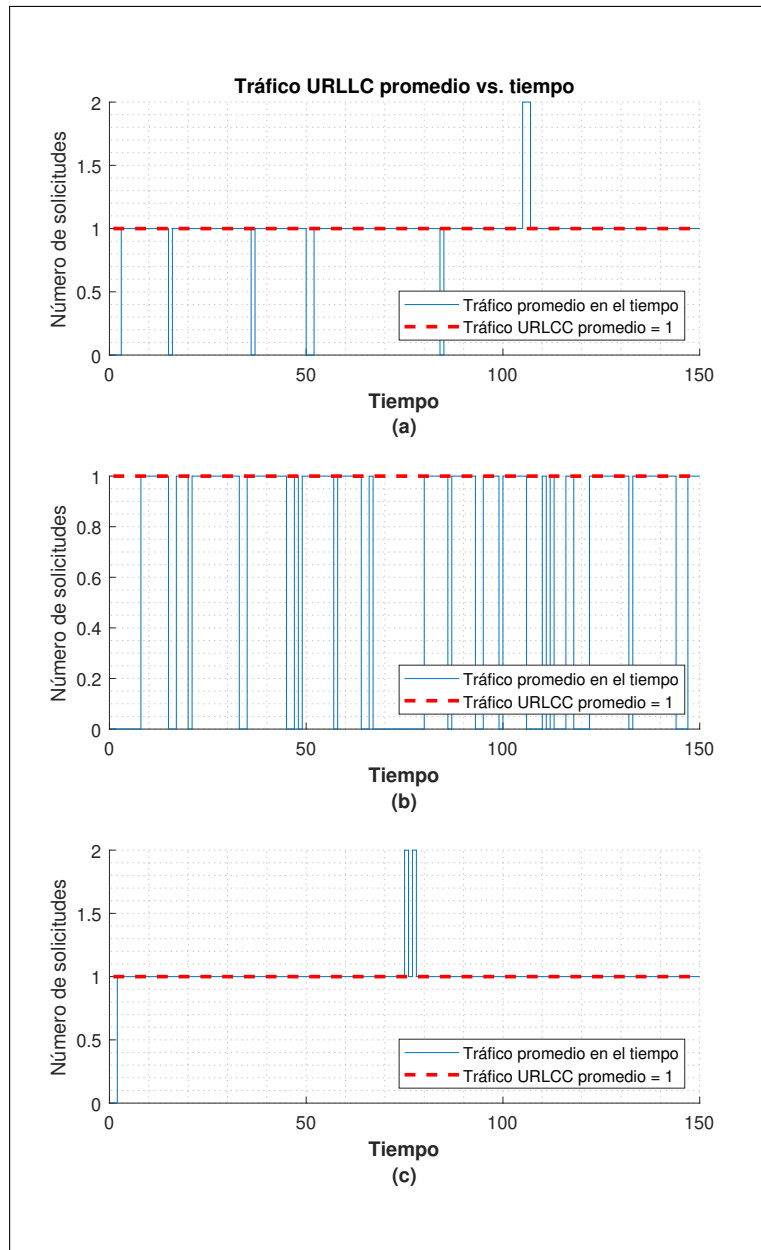 Tráfico URLLC promedio vs. tiempo
2
1.5
1
0.5
0
Número de solicitudes
Tráfico promedio en el tiempo
Tráfico URLCC promedio = 1
0 50 100 150
Tiempo
(a)
1
0.8
0.6
0.4
0.2
0
Número de solicitudes
Tráfico promedio en el tiempo
Tráfico URLCC promedio = 1
0 50 100 150
Tiempo
(b)
2
1.5
1
0.5
0
Número de solicitudes
Tráfico promedio en el tiempo
Tráfico URLCC promedio = 1
0 50 100 150
Tiempo
(c)